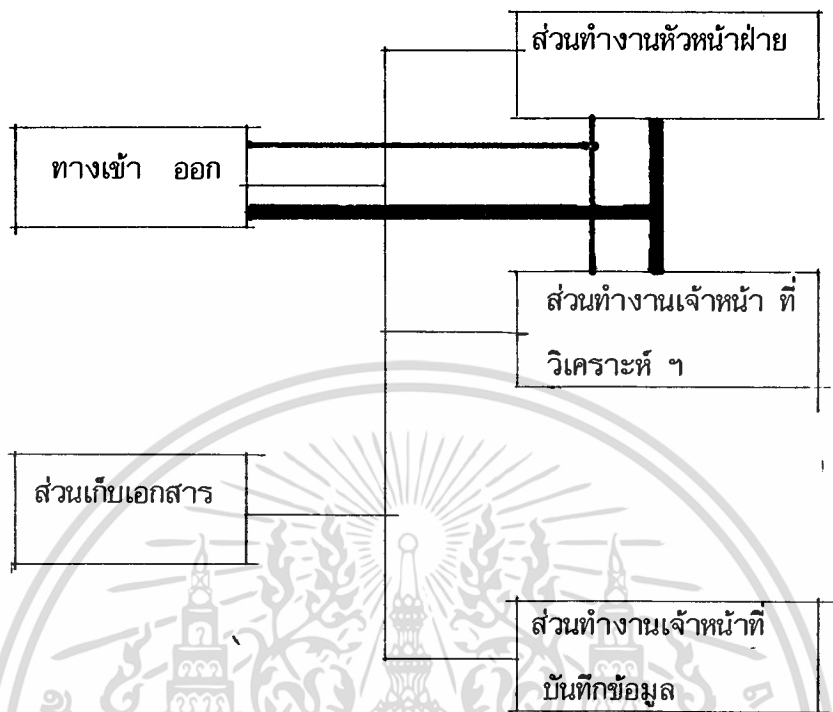 ส่วนทำงานหัวหน้าฝ่าย
ทางเข้า ออก
ส่วนทำงานเจ้าหน้า ที่
วิเคราะห์ ฯ
ส่วนเก็บเอกสาร
ส่วนทำงานเจ้าหน้าที่
บันทึกข้อมูล